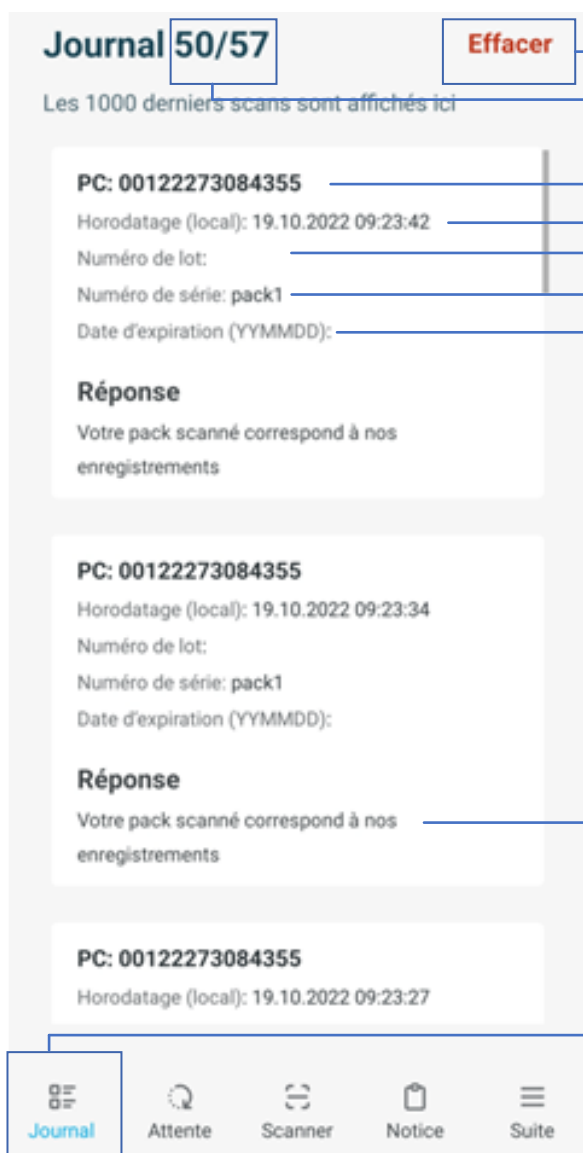 Journal 50/57
Effacer
Les 1000 derniers scans sont affichés ici
PC: 00122273084355
Horodatage (local): 19.10.2022 09:23:42
Numéro de lot:
Numéro de série: pack1
Date d'expiration (YYMMDD):
Réponse
Votre pack scanné correspond à nos
enregistrements
PC: 00122273084355
Horodatage (local): 19.10.2022 09:23:34
Numéro de lot:
Numéro de série: pack1
Date d'expiration (YYMMDD):
Réponse
Votre pack scanné correspond à nos
enregistrements
PC: 00122273084355
Horodatage (local): 19.10.2022 09:23:27
Journal
Attente
Scanner
Notice
Suite